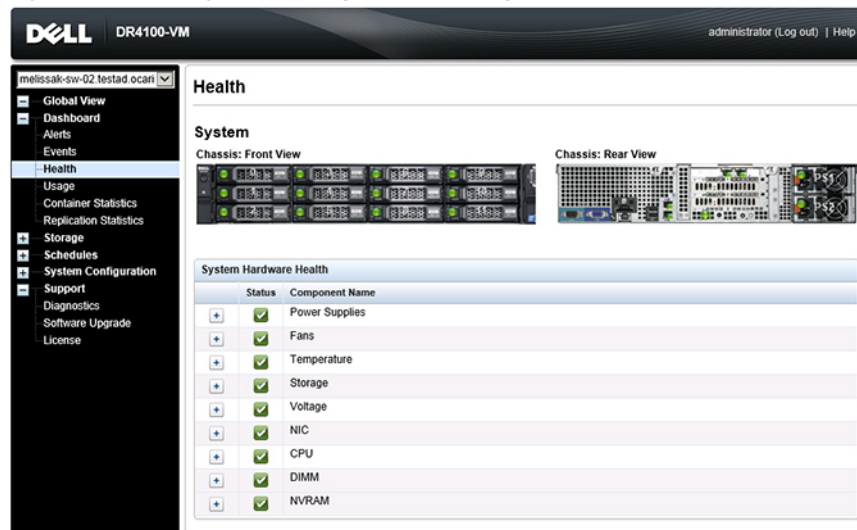 DELL DR4100-VM
administrator (Log out) | Help
melissak-sw-02.testad.ocari
Global View
Dashboard
Alerts
Events
Health
Usage
Container Statistics
Replication Statistics
Storage
Schedules
System Configuration
Support
Diagnostics
Software Upgrade
License
Health
System
Chassis: Front View
Chassis: Rear View
PS1
PS2
System Hardware Health
Status Component Name
Power Supplies
Fans
Temperature
Storage
Voltage
NIC
CPU
DIMM
NVRAM